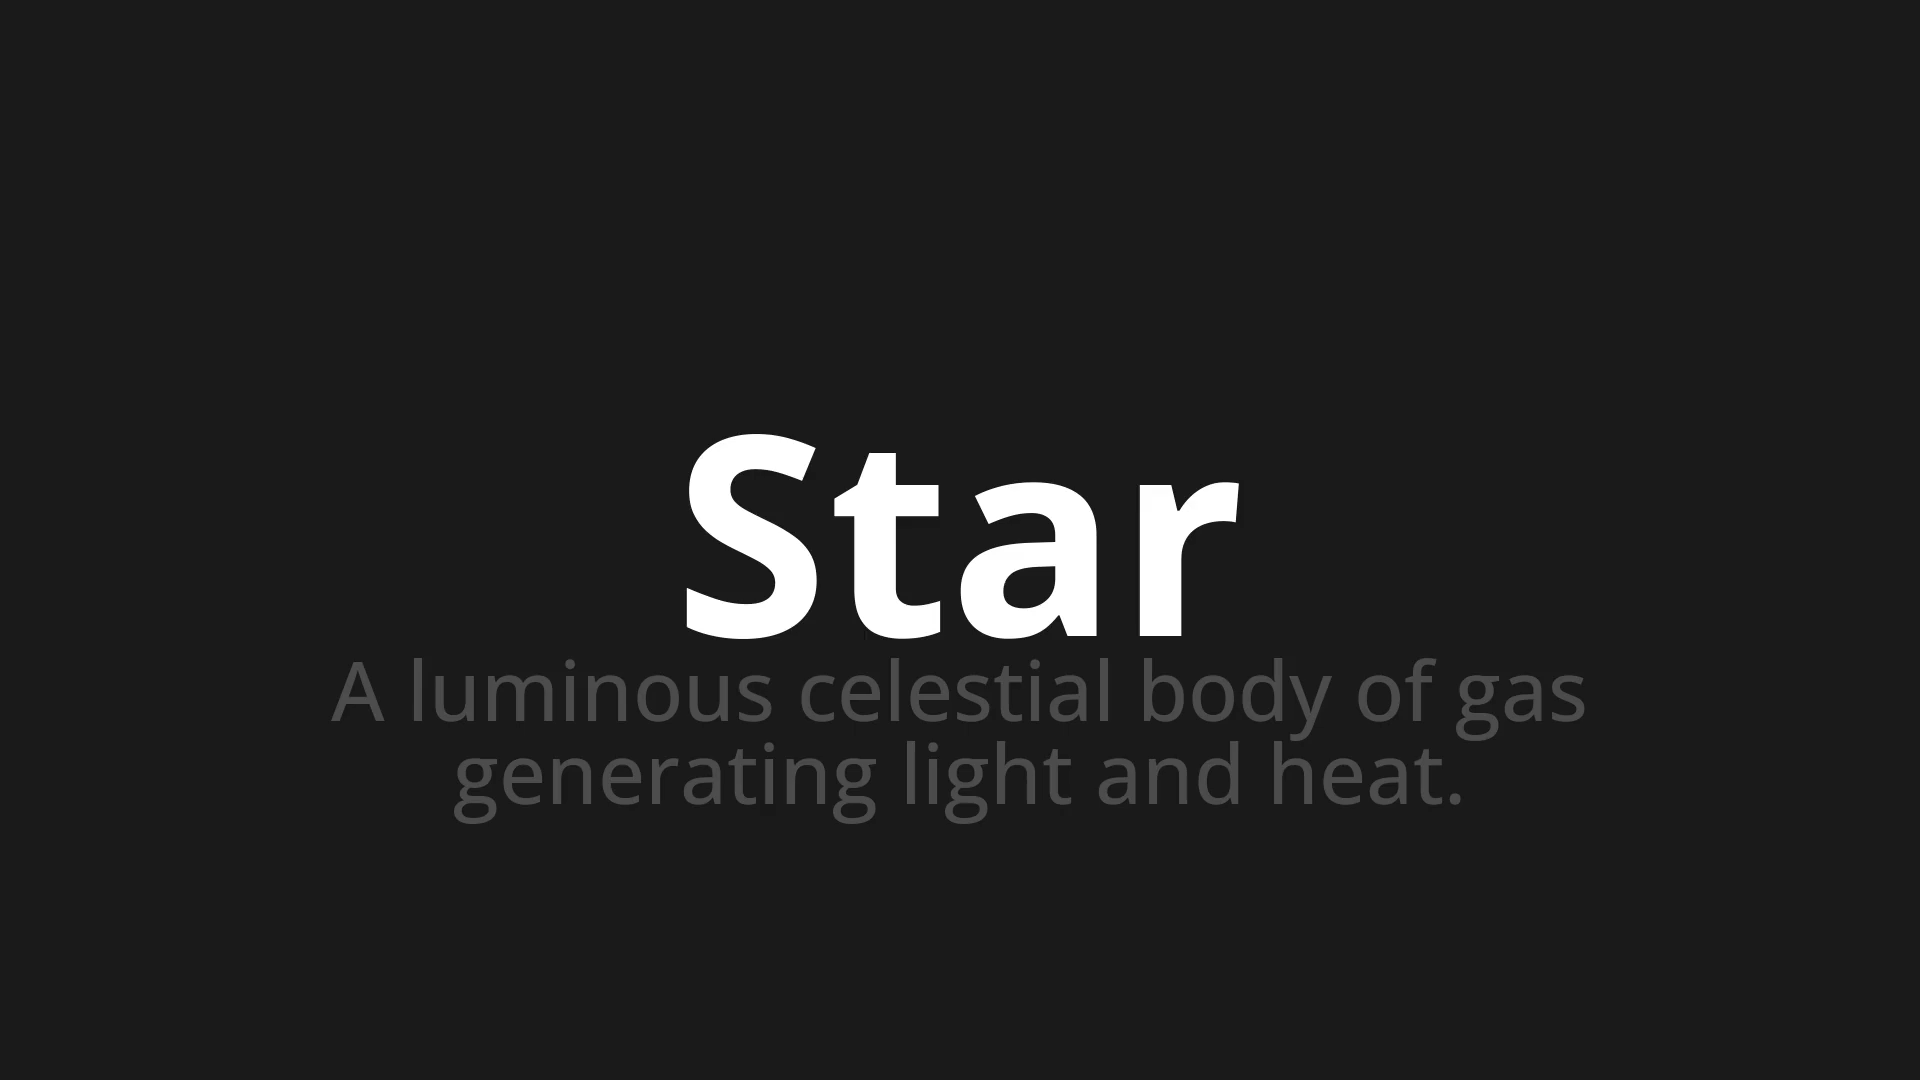 Star
A luminous celestial body of gas
generating light and heat.